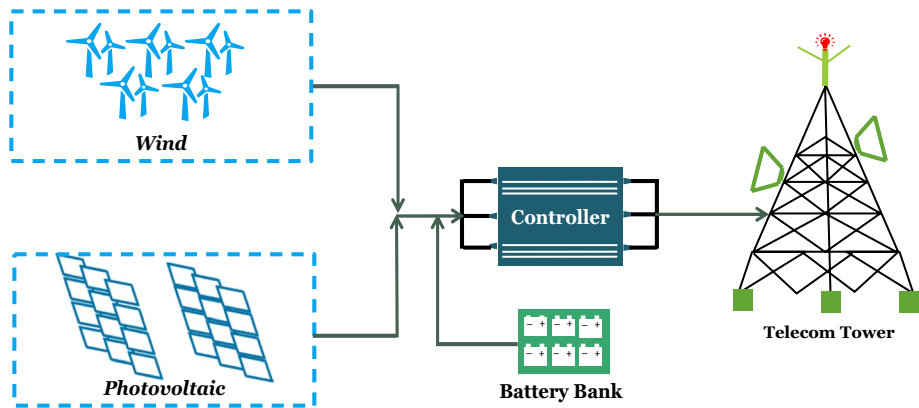 Wind
Controller
Photovoltaic
Battery Bank
Telecom Tower